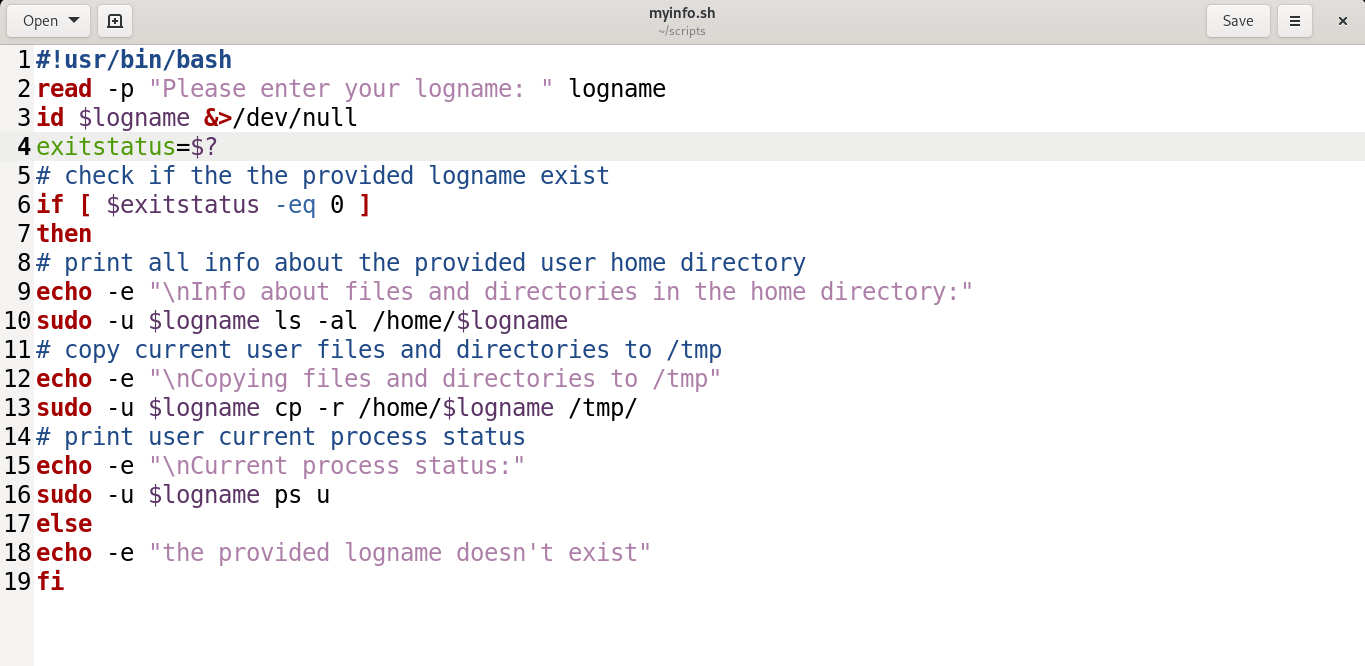 Open
myinfo.sh
~/scripts
Save
1 #!usr/bin/bash
2 read -p "Please enter your logname: " logname
3 id $logname &>/dev/null
4 exitstatus=$?
5 # check if the the provided logname exist
6 if [ $exitstatus -eq 0 ]
7 then
8 # print all info about the provided user home directory
9 echo -e "\nInfo about files and directories in the home directory:"
10 sudo -u $logname ls -al /home/$logname
11 # copy current user files and directories to /tmp
12 echo -e "\nCopying files and directories to /tmp"
13 sudo -u $logname cp -r /home/$logname /tmp/
14 # print user current process status
15 echo -e "\nCurrent process status:"
16 sudo -u $logname ps u
17 else
18 echo -e "the provided logname doesn't exist"
19 fi